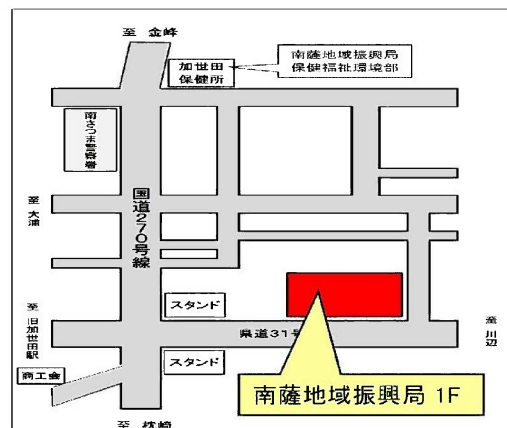 至 金峰
加世田
保健所
南薩地域振興局
保健福祉環境部
南さつま警察署
国道270号線
至 大浦
スタンド
県道31号
至 旧加世田駅
至 川辺
スタンド
商工会
南薩地域振興局 1F
至 枕崎